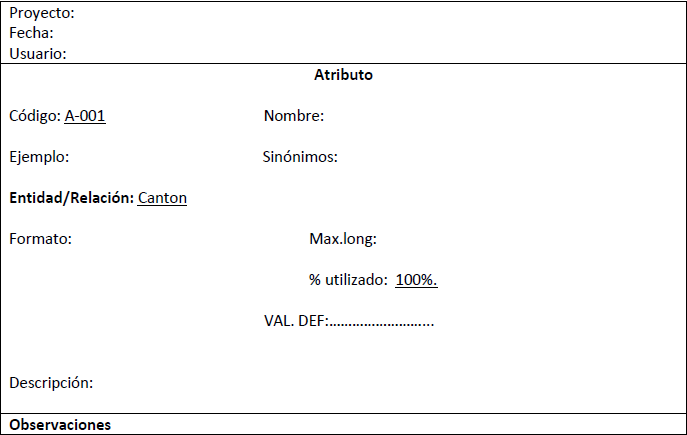 Proyecto:
Fecha:
Usuario:
Atributo
Código: A-001 Nombre:
Ejemplo: Sinónimos:
Entidad/Relación: Canton
Formato: Max.long:
% utilizado: 100%.
VAL. DEF:………………………
Descripción:
Observaciones